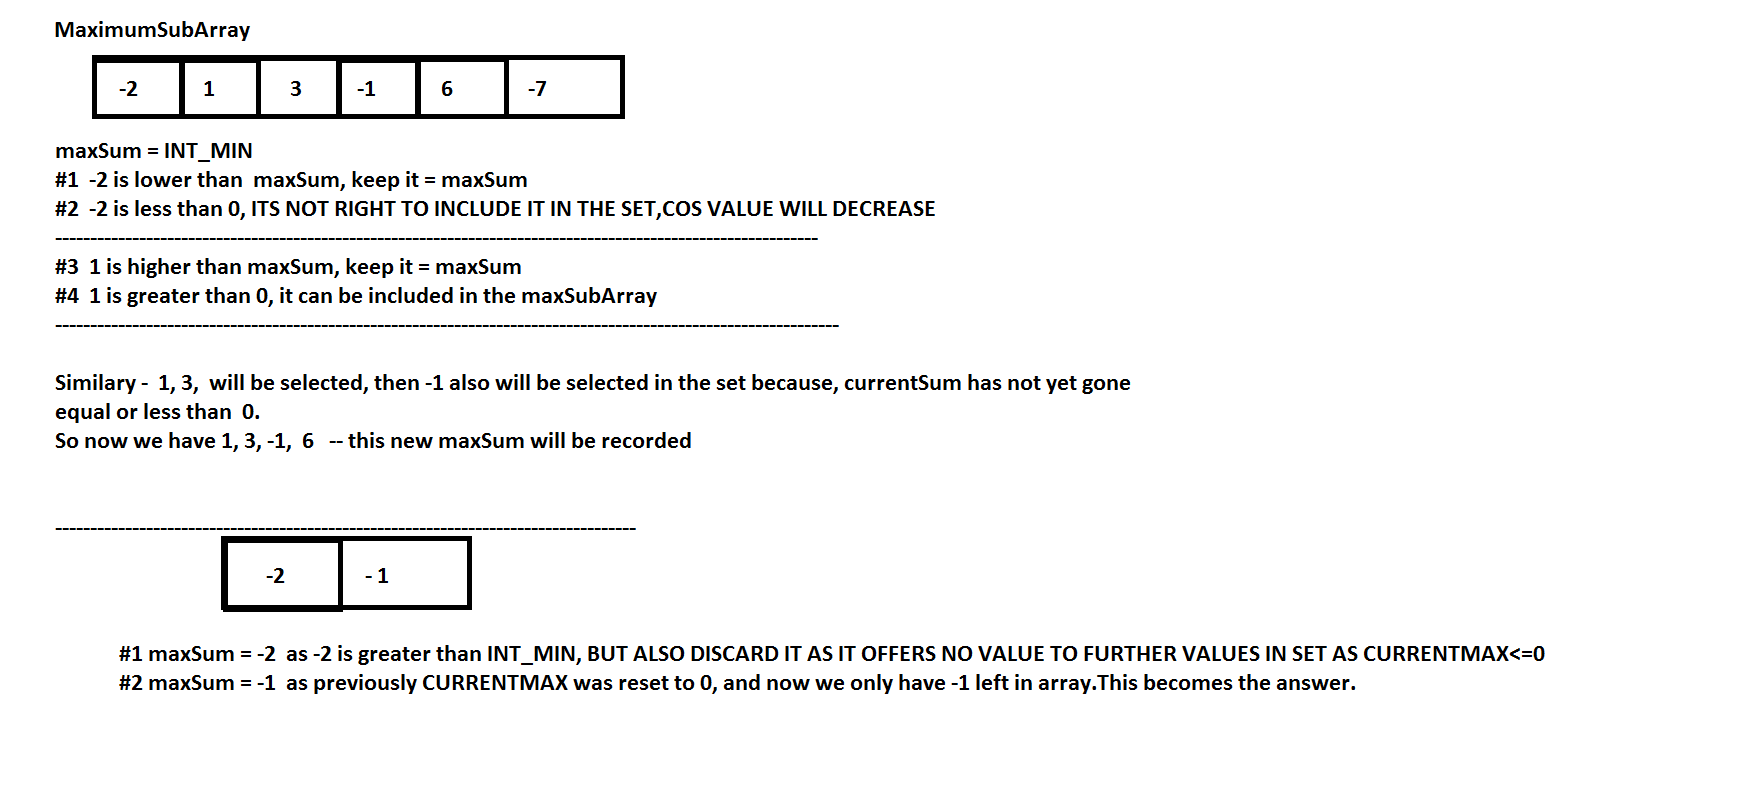 MaximumSubArray
-2 1 3 -1 6 -7
maxSum = INT_MIN
#1 -2 is lower than maxSum, keep it = maxSum
#2 -2 is less than 0, ITS NOT RIGHT TO INCLUDE IT IN THE SET,COS VALUE WILL DECREASE
#3 1 is higher than maxSum, keep it = maxSum
#4 1 is greater than 0, it can be included in the maxSubArray
Similary - 1, 3, will be selected, then -1 also will be selected in the set because, currentSum has not yet gone
equal or less than 0.
So now we have 1, 3, -1, 6 -- this new maxSum will be recorded
-2 - 1
#1 maxSum = -2 as -2 is greater than INT_MIN, BUT ALSO DISCARD IT AS IT OFFERS NO VALUE TO FURTHER VALUES IN SET AS CURRENTMAX<=0
#2 maxSum = -1 as previously CURRENTMAX was reset to 0, and now we only have -1 left in array.This becomes the answer.